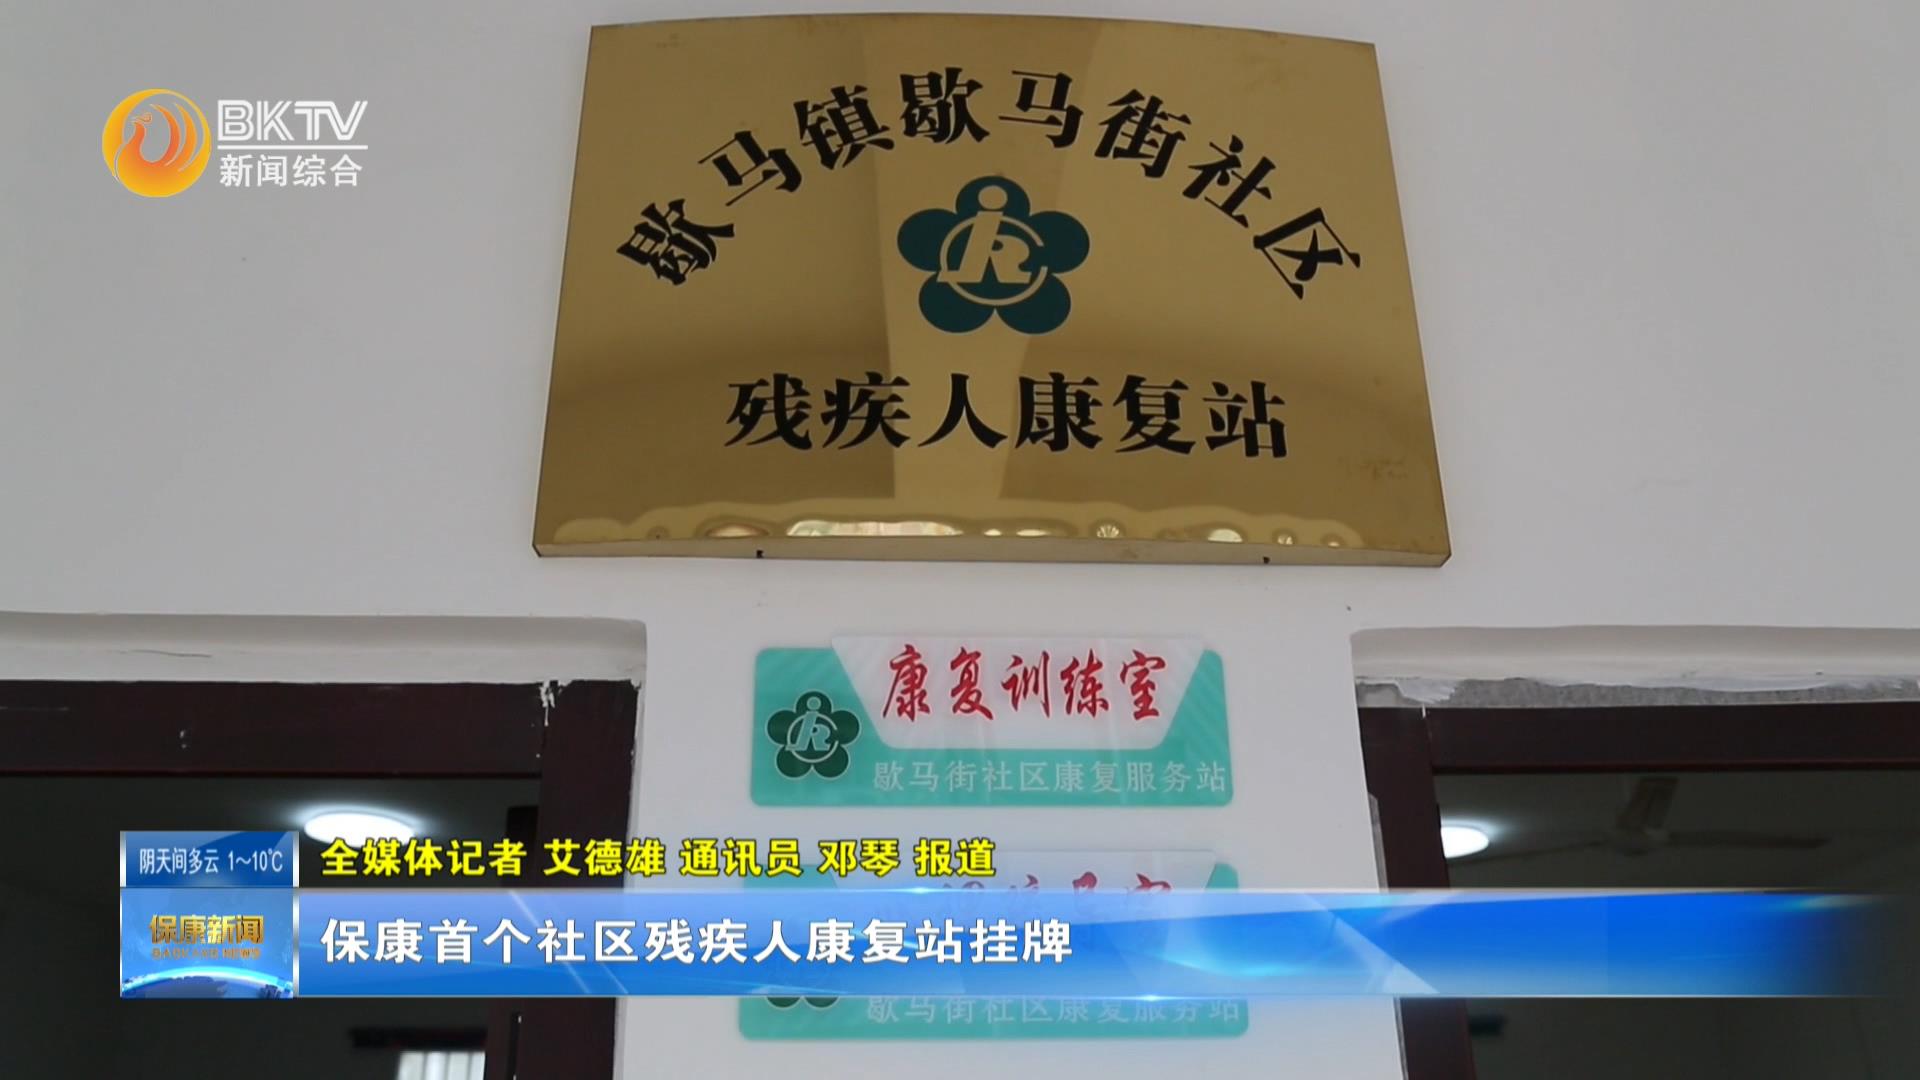 BKTV
新闻综合
歇马镇歇马街社区
残疾人康复站
康复训练室
歇马街社区康复服务站
阴天间多云 1~10℃
全媒体记者 艾德雄 通讯员 邓琴 报道
保康新闻
BAOKANG NEWS
保康首个社区残疾人康复站挂牌
歇马街社区康复服务站